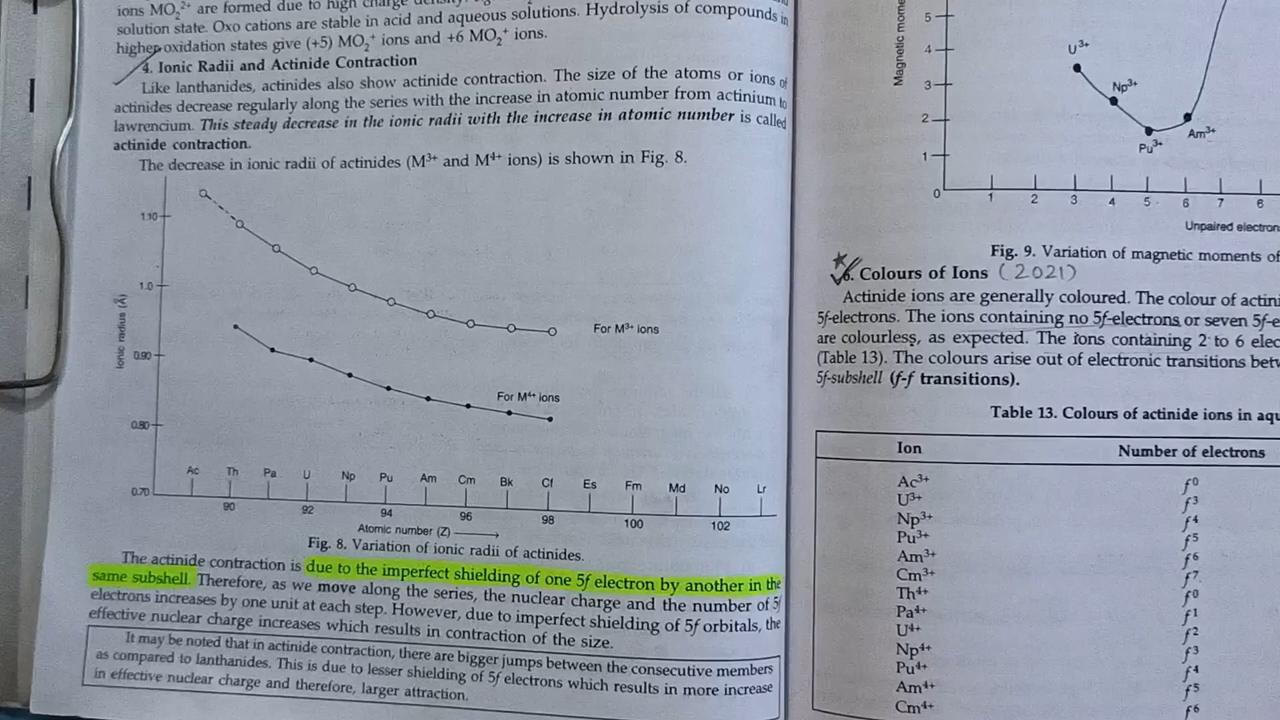 ions MO₂²⁺ are formed due to high charge
solution state. Oxo cations are stable in acid and aqueous solutions. Hydrolysis of compounds in
higher oxidation states give (+5) MO₂⁺ ions and +6 MO₂⁺ ions.
4. Ionic Radii and Actinide Contraction
Like lanthanides, actinides also show actinide contraction. The size of the atoms or ions of
actinides decrease regularly along the series with the increase in atomic number from actinium to
lawrencium. This steady decrease in the ionic radii with the increase in atomic number is called
actinide contraction.
The decrease in ionic radii of actinides (M³⁺ and M⁴⁺ ions) is shown in Fig. 8.
1.10
1.0
0.90
0.80
0.70
Ionic radius (Å)
For M³⁺ ions
For M⁴⁺ ions
Ac Th Pa U Np Pu Am Cm Bk Cf Es Fm Md No Lr
90 92 94 96 98 100 102
Atomic number (Z)
Fig. 8. Variation of ionic radii of actinides.
The actinide contraction is due to the imperfect shielding of one 5f electron by another in the
same subshell. Therefore, as we move along the series, the nuclear charge and the number of 5f
electrons increases by one unit at each step. However, due to imperfect shielding of 5f orbitals, the
effective nuclear charge increases which results in contraction of the size.
It may be noted that in actinide contraction, there are bigger jumps between the consecutive members
as compared to lanthanides. This is due to lesser shielding of 5f electrons which results in more increase
in effective nuclear charge and therefore, larger attraction.
Magnetic mome
5
4
3
2
1
0
U³⁺
Np³⁺
Pu³⁺
Am³⁺
1 2 3 4 5 6 7 8
Unpaired electron
Fig. 9. Variation of magnetic moments of
6. Colours of Ions (2021)
Actinide ions are generally coloured. The colour of actini
5f-electrons. The ions containing no 5f-electrons or seven 5f-e
are colourless, as expected. The ions containing 2 to 6 elec
(Table 13). The colours arise out of electronic transitions betw
5f-subshell (f-f transitions).
Table 13. Colours of actinide ions in aqu
Ion Number of electrons
Ac³⁺ f⁰
U³⁺ f³
Np³⁺ f⁴
Pu³⁺ f⁵
Am³⁺ f⁶
Cm³⁺ f⁷
Th⁴⁺ f⁰
Pa⁴⁺ f¹
U⁴⁺ f²
Np⁴⁺ f³
Pu⁴⁺ f⁴
Am⁴⁺ f⁵
Cm⁴⁺ f⁶